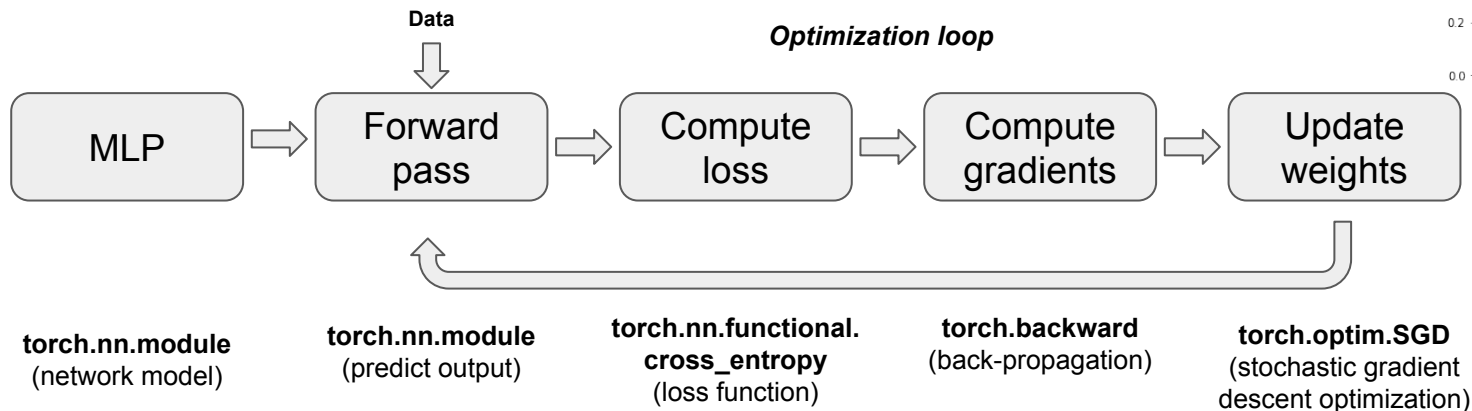 Data
Optimization loop
0.2
0.0
MLP
Forward
pass
Compute
loss
Compute
gradients
Update
weights
torch.nn.module
(network model)
torch.nn.module
(predict output)
torch.nn.functional.
cross_entropy
(loss function)
torch.backward
(back-propagation)
torch.optim.SGD
(stochastic gradient
descent optimization)